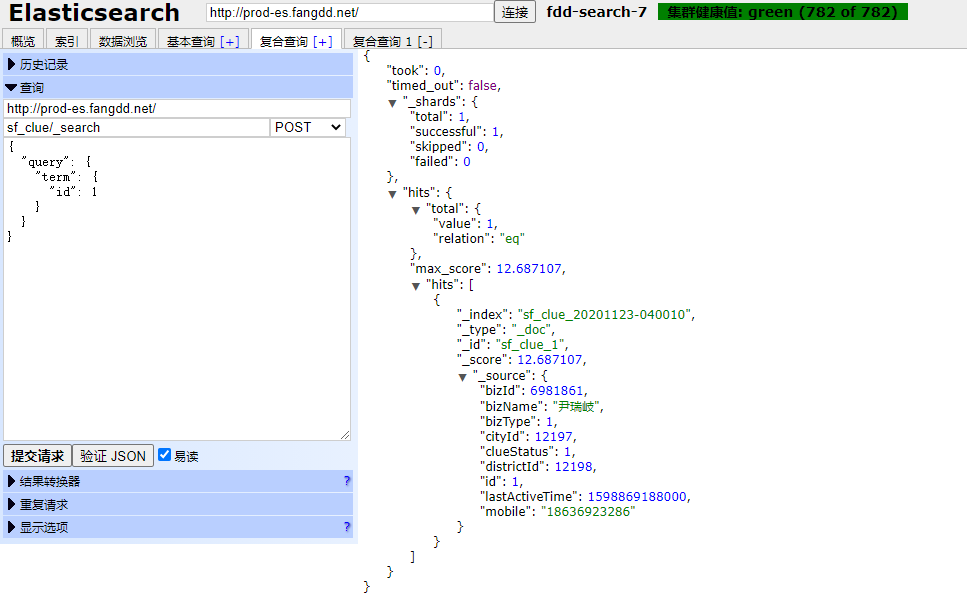 Elasticsearch http://prod-es.fangdd.net/ 连接 fdd-search-7 集群健康值: green (782 of 782)
概览 索引 数据浏览 基本查询 [+] 复合查询 [+] 复合查询 1 [-]
历史记录
查询
http://prod-es.fangdd.net/
sf_clue/_search POST
{
"query": {
"term": {
"id": 1
}
}
}
提交请求 验证 JSON 易读
结果转换器 ?
重复请求
显示选项 ?
{
"took": 0,
"timed_out": false,
"_shards": {
"total": 1,
"successful": 1,
"skipped": 0,
"failed": 0
},
"hits": {
"total": {
"value": 1,
"relation": "eq"
},
"max_score": 12.687107,
"hits": [
{
"_index": "sf_clue_20201123-040010",
"_type": "_doc",
"_id": "sf_clue_1",
"_score": 12.687107,
"_source": {
"bizId": 6981861,
"bizName": "尹瑞岐",
"bizType": 1,
"cityId": 12197,
"clueStatus": 1,
"districtId": 12198,
"id": 1,
"lastActiveTime": 1598869188000,
"mobile": "18636923286"
}
}
]
}
}